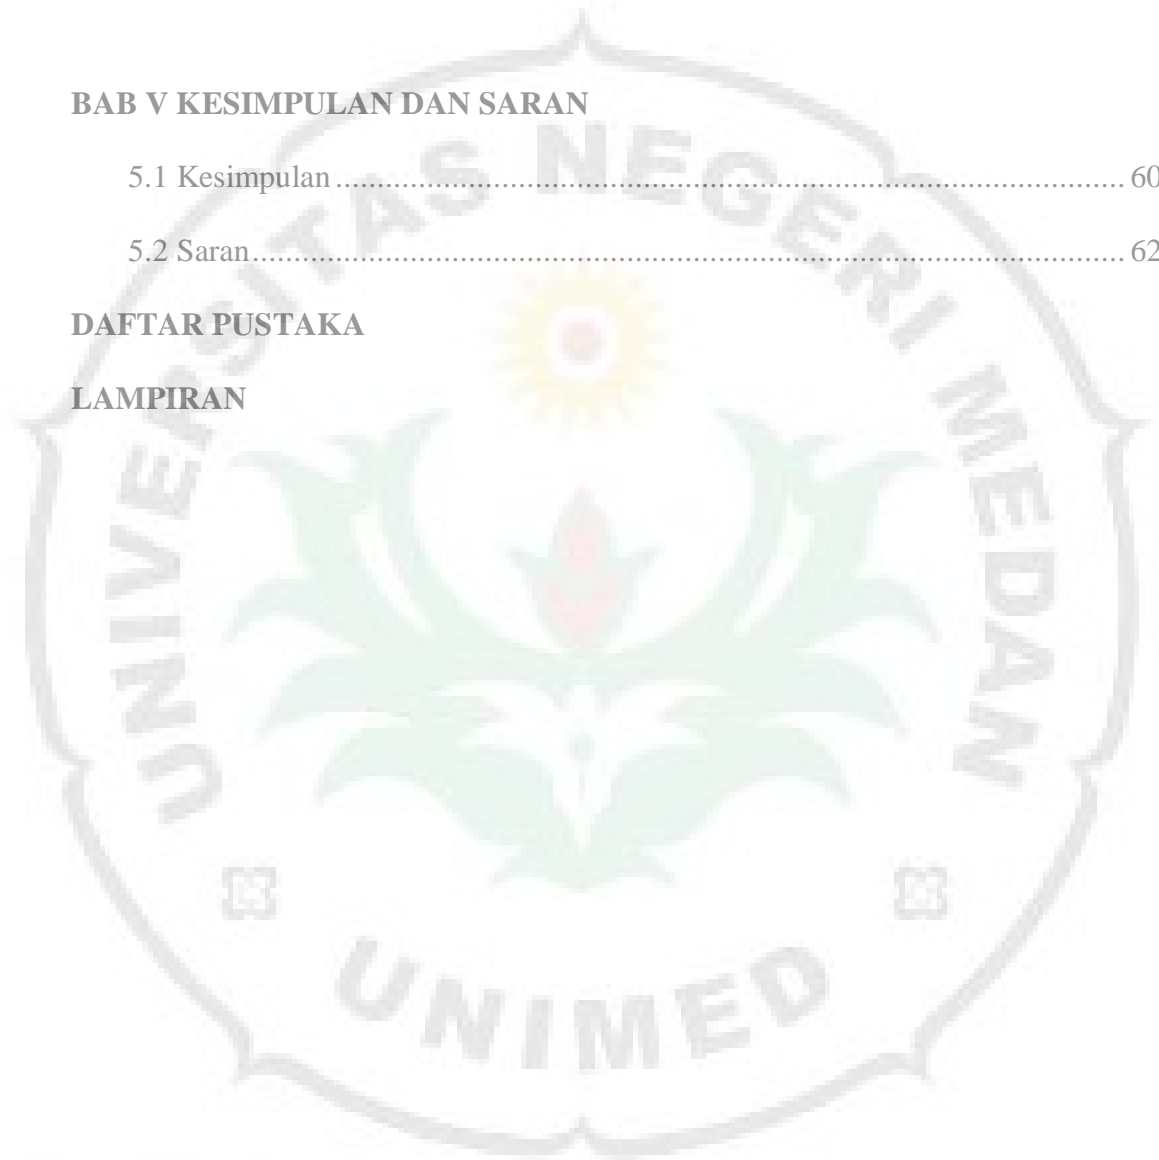 BAB V KESIMPULAN DAN SARAN
5.1 Kesimpulan ........................................................................................................ 60
5.2 Saran.................................................................................................................. 62
DAFTAR PUSTAKA
LAMPIRAN
UNIVERSITAS NEGERI MEDAN
UNIMED